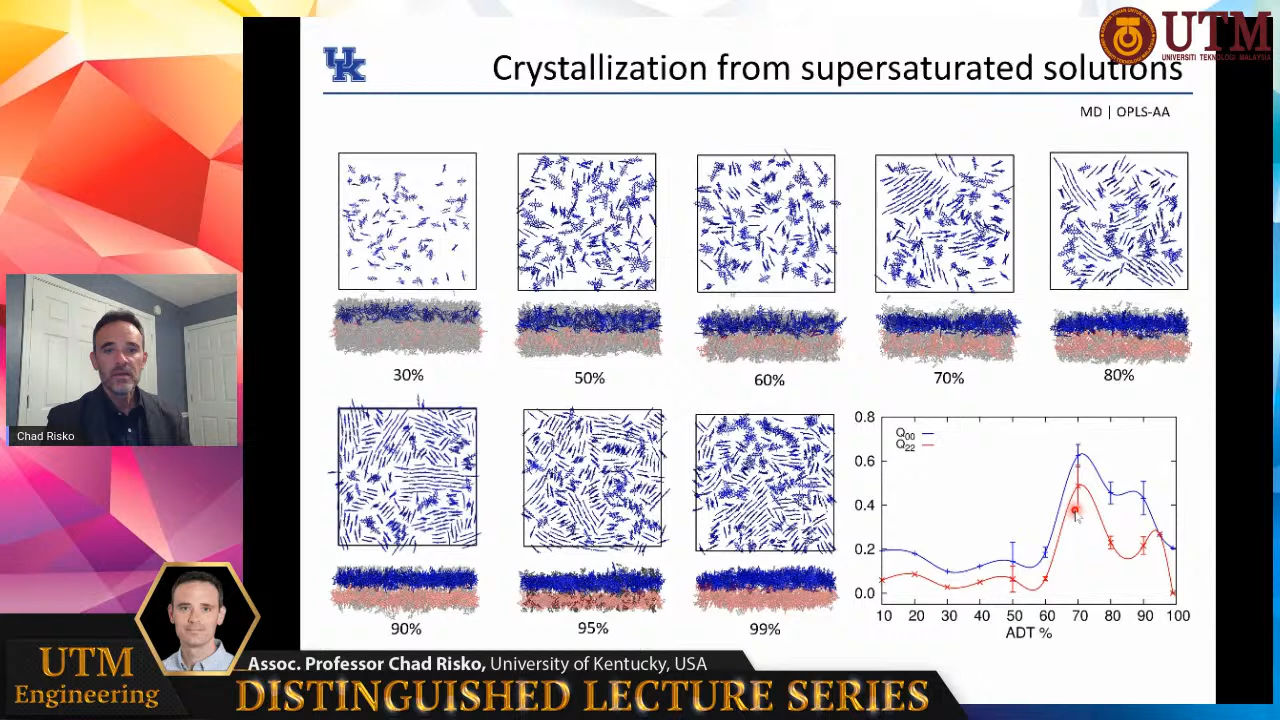 UTM
UNIVERSITI TEKNOLOGI MALAYSIA
UK
Crystallization from supersaturated solutions
MD | OPLS-AA
30%
50%
60%
70%
80%
90%
95%
99%
0.8
0.6
0.4
0.2
0.0
Q00
Q22
10 20 30 40 50 60 70 80 90 100
ADT %
Chad Risko
UTM
Engineering
Assoc. Professor Chad Risko, University of Kentucky, USA
DISTINGUISHED LECTURE SERIES